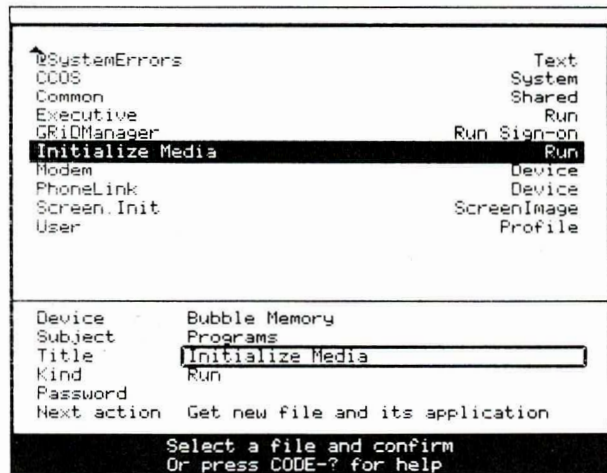 @SystemErrors Text
CCOS System
Common Shared
Executive Run
GRiDManager Run Sign-on
Initialize Media Run
Modem Device
PhoneLink Device
Screen.Init ScreenImage
User Profile
Device Bubble Memory
Subject Programs
Title Initialize Media
Kind Run
Password
Next action Get new file and its application
Select a file and confirm
Or press CODE-? for help